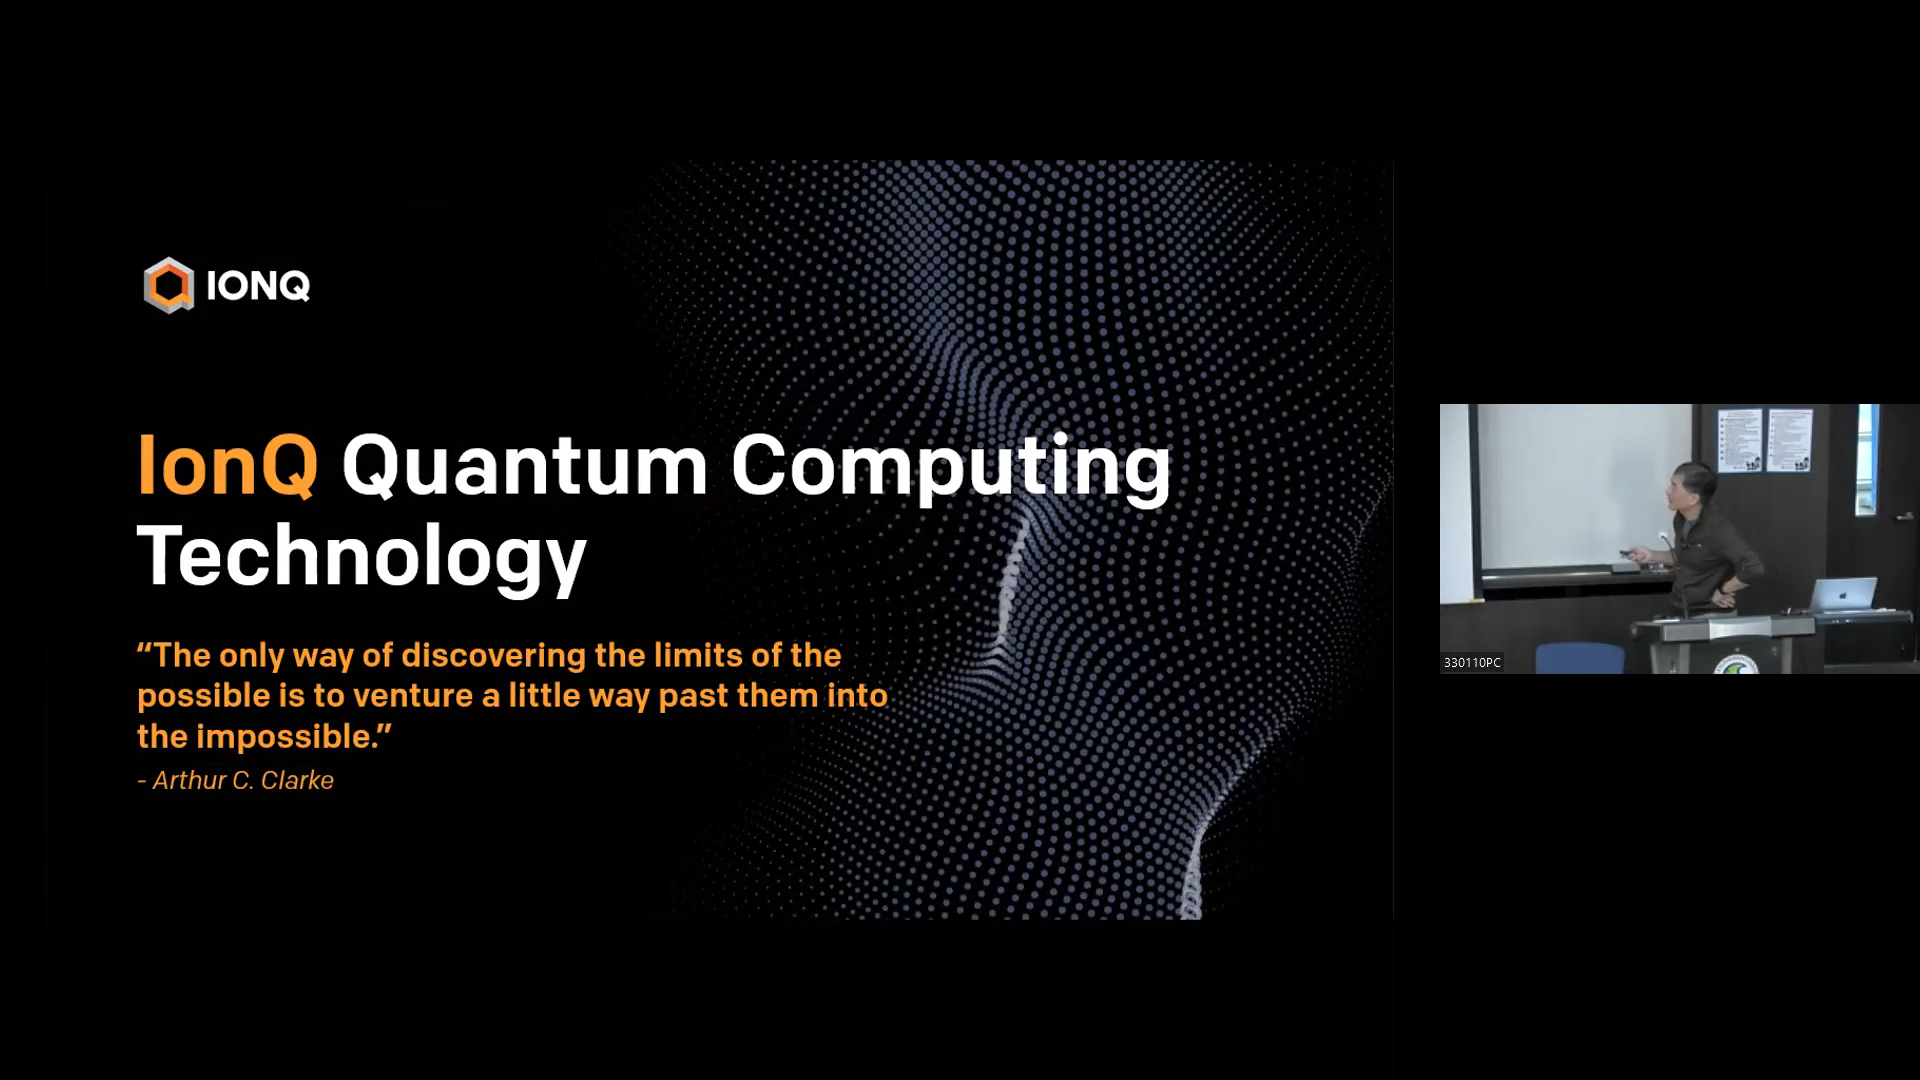 IONQ
IonQ Quantum Computing
Technology
“The only way of discovering the limits of the
possible is to venture a little way past them into
the impossible.”
- Arthur C. Clarke
330110PC